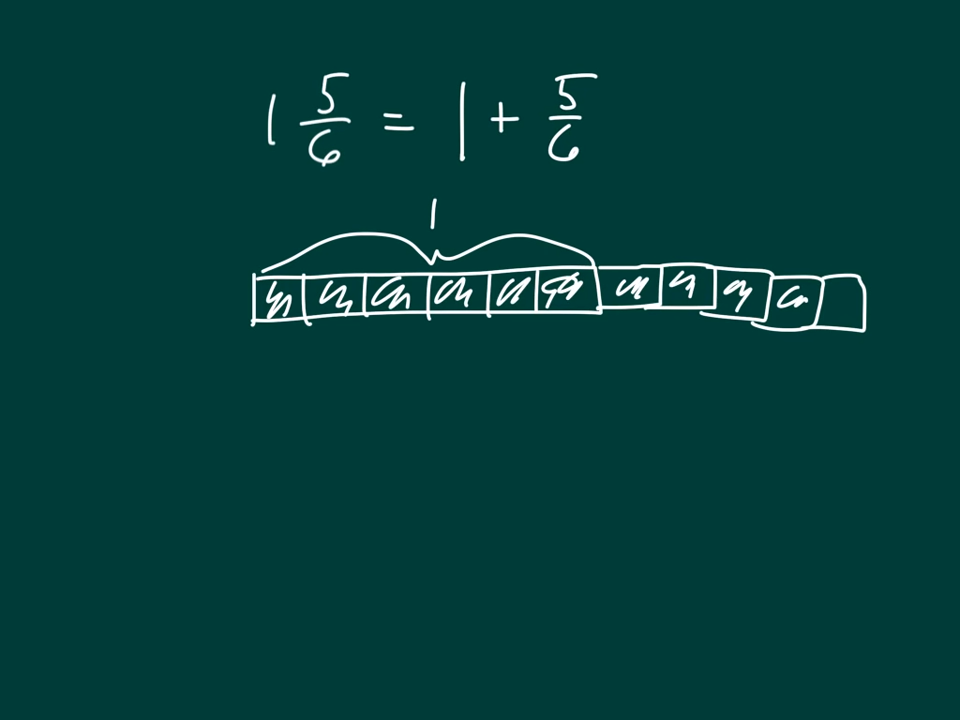 1 5/6 = 1 + 5/6
1